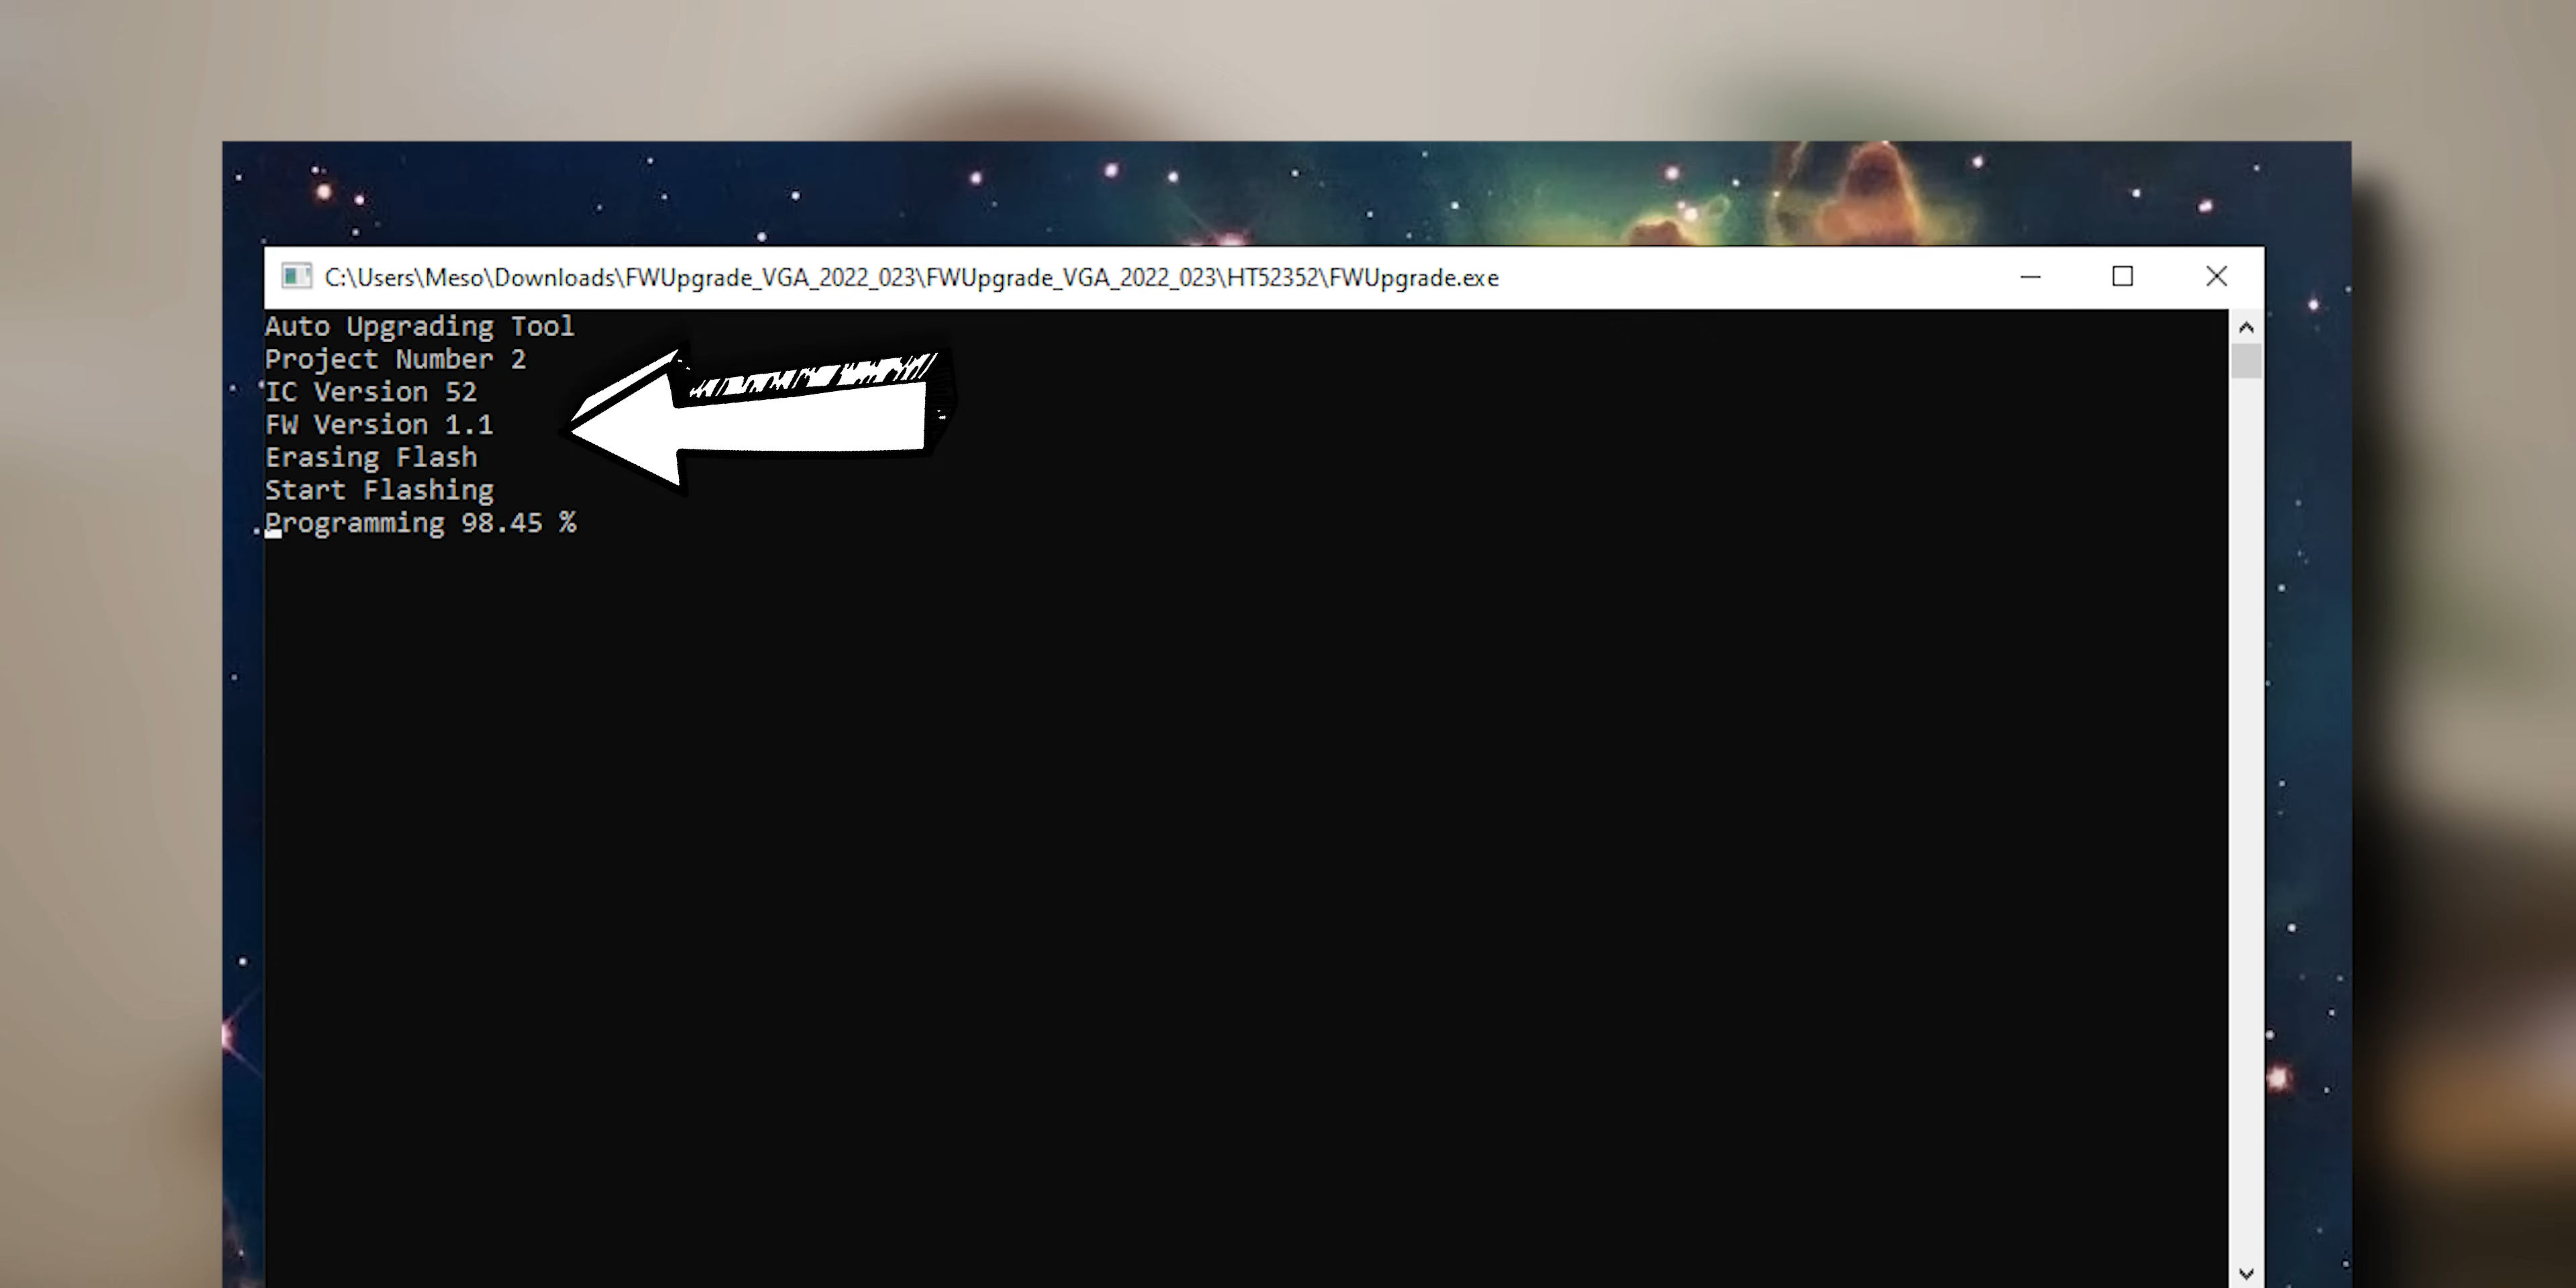 C:\Users\Meso\Downloads\FWUpgrade_VGA_2022_023\FWUpgrade_VGA_2022_023\HT52352\FWUpgrade.exe
Auto Upgrading Tool
Project Number 2
IC Version 52
FW Version 1.1
Erasing Flash
Start Flashing
Programming 98.45 %